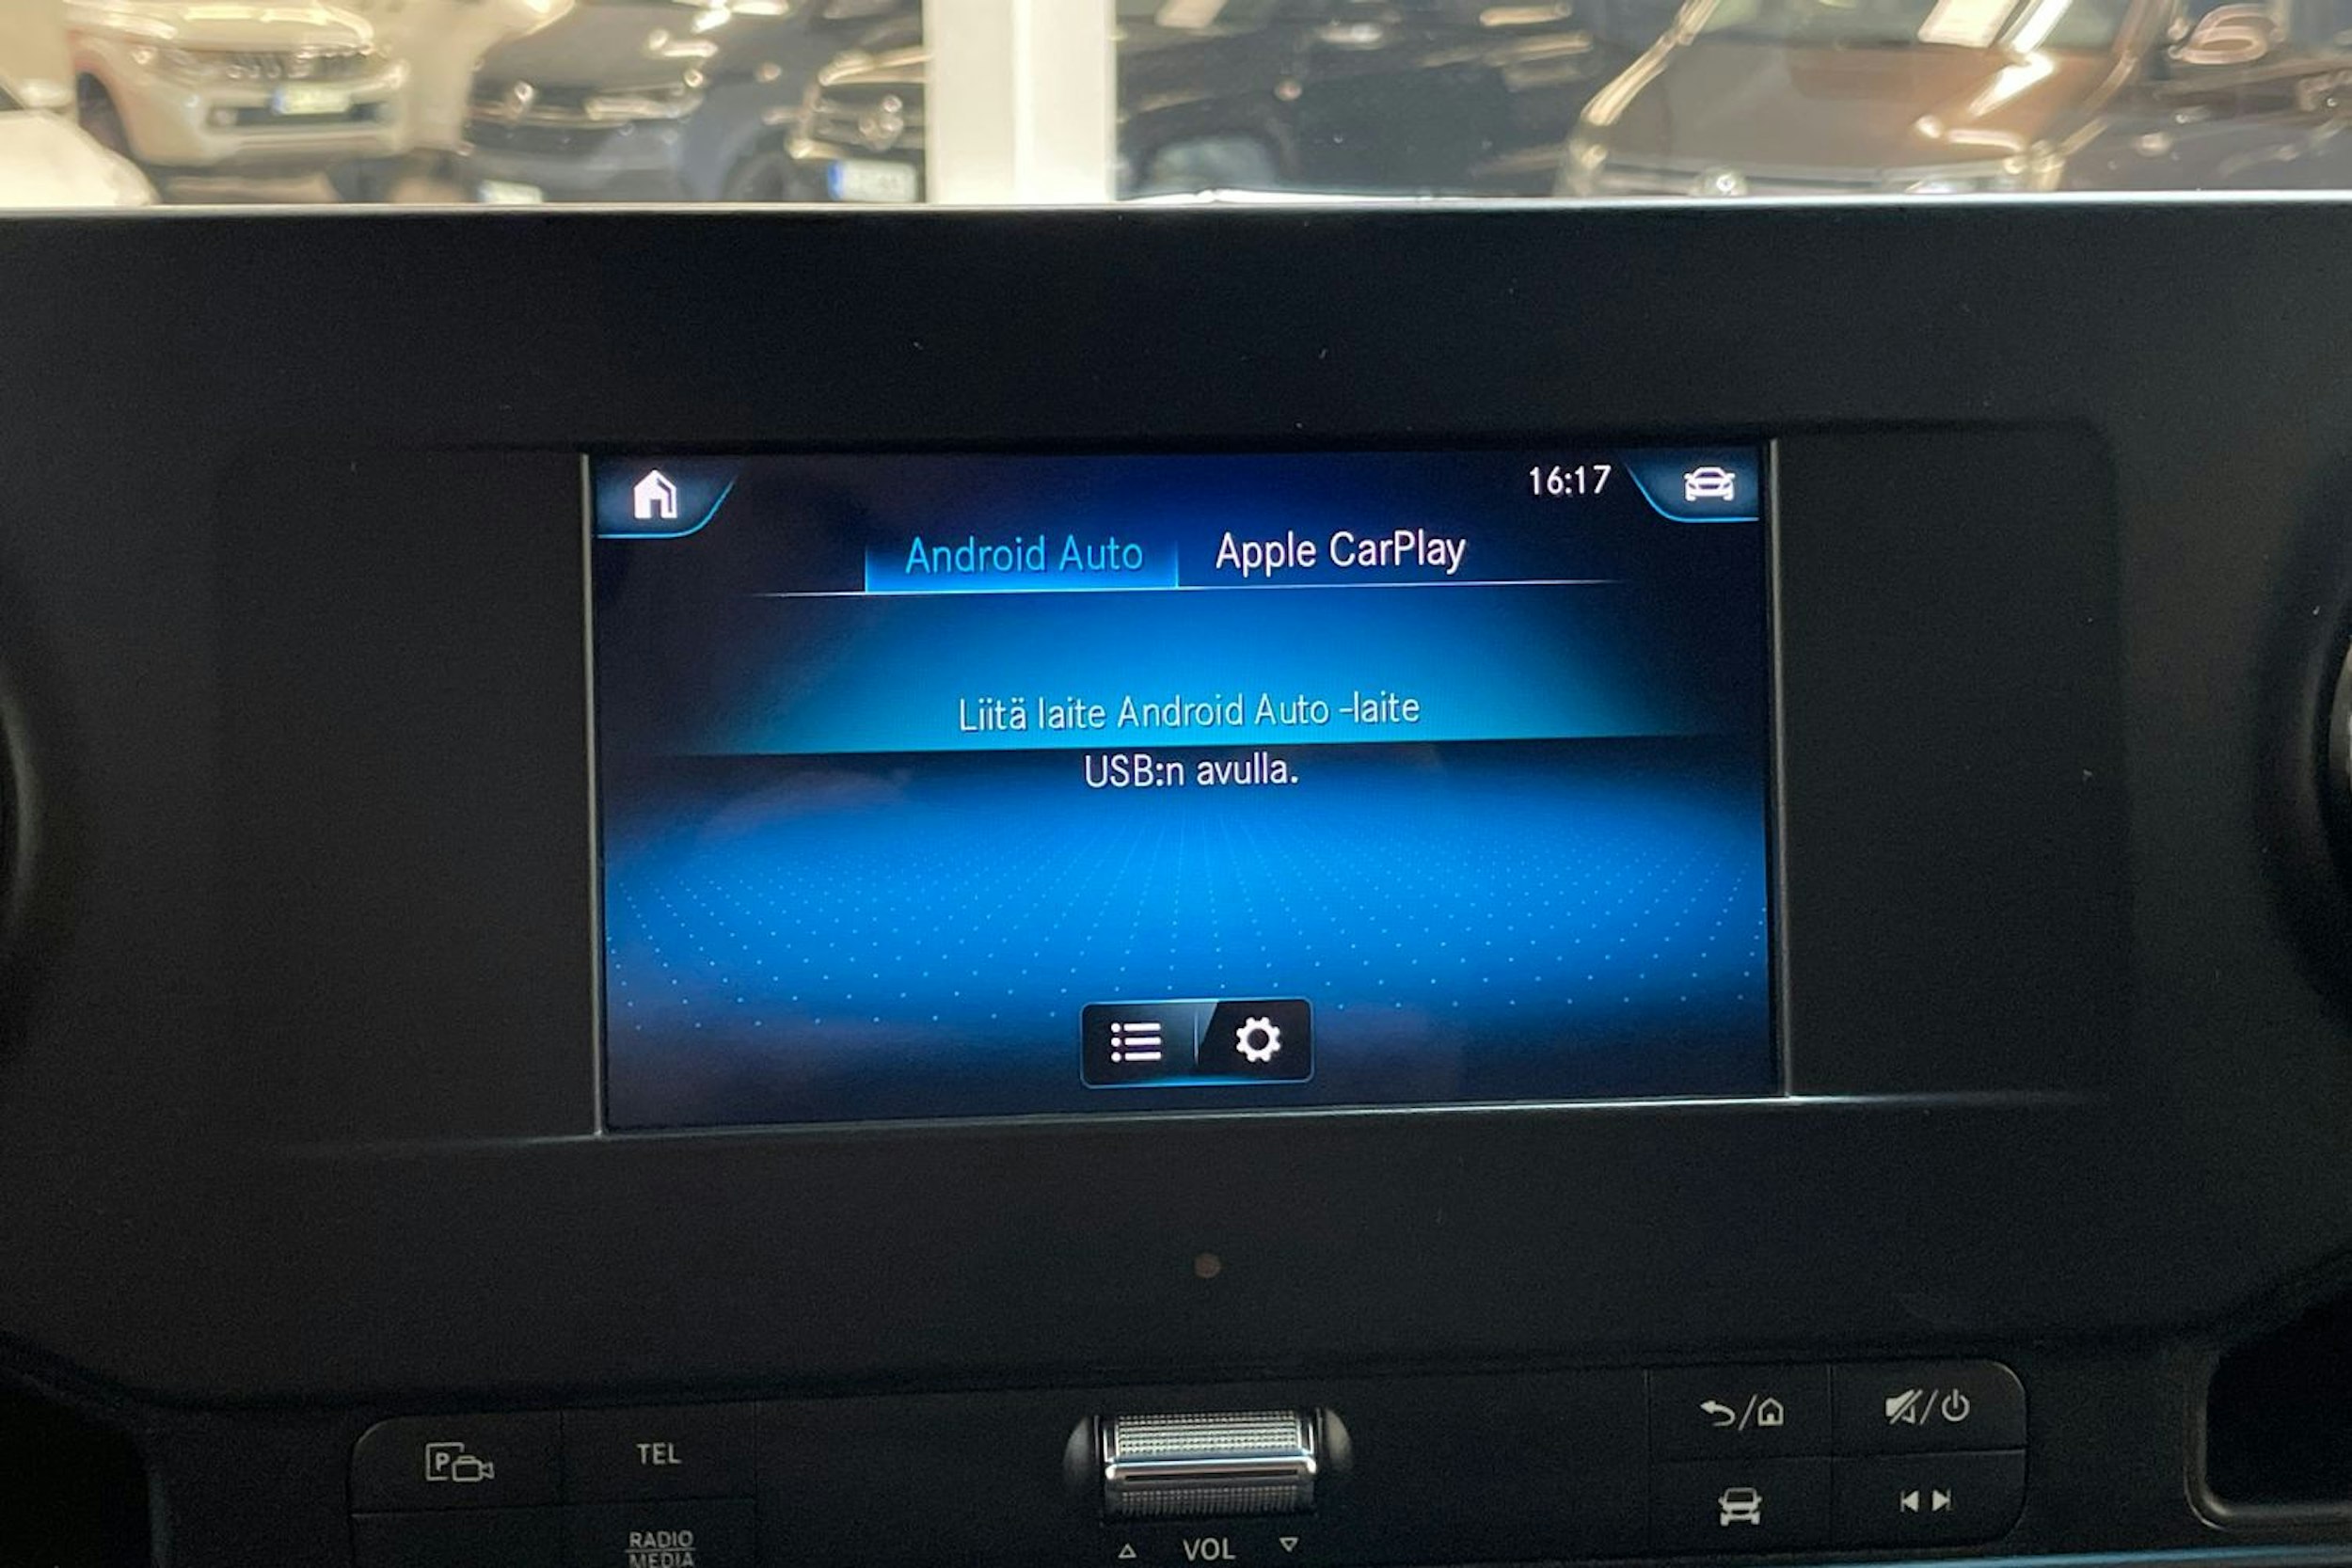 16:17
Android Auto Apple CarPlay
Liitä laite Android Auto -laite
USB:n avulla.
P TEL
RADIO
MEDIA
VOL